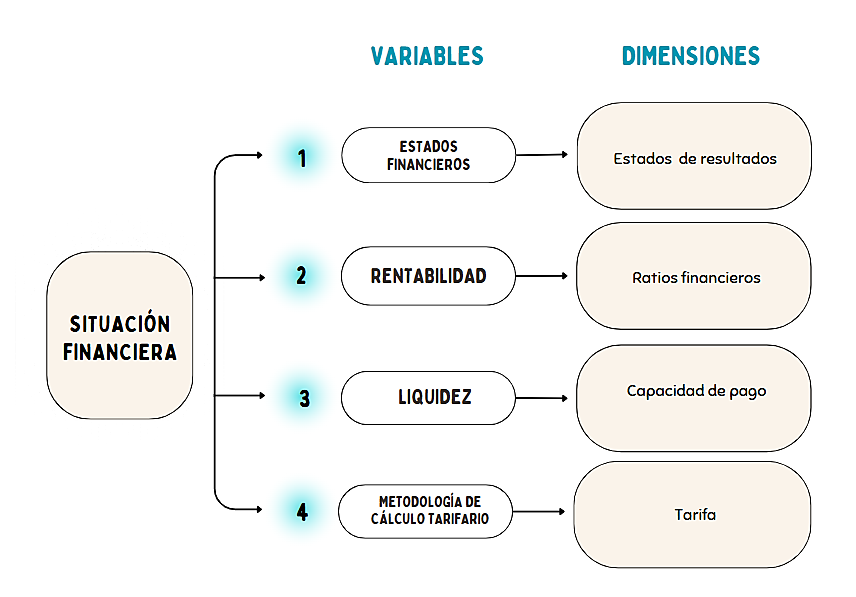 VARIABLES
DIMENSIONES
SITUACIÓN
FINANCIERA
1
ESTADOS
FINANCIEROS
Estados de resultados
2
RENTABILIDAD
Ratios financieros
3
LIQUIDEZ
Capacidad de pago
4
METODOLOGÍA DE
CÁLCULO TARIFARIO
Tarifa